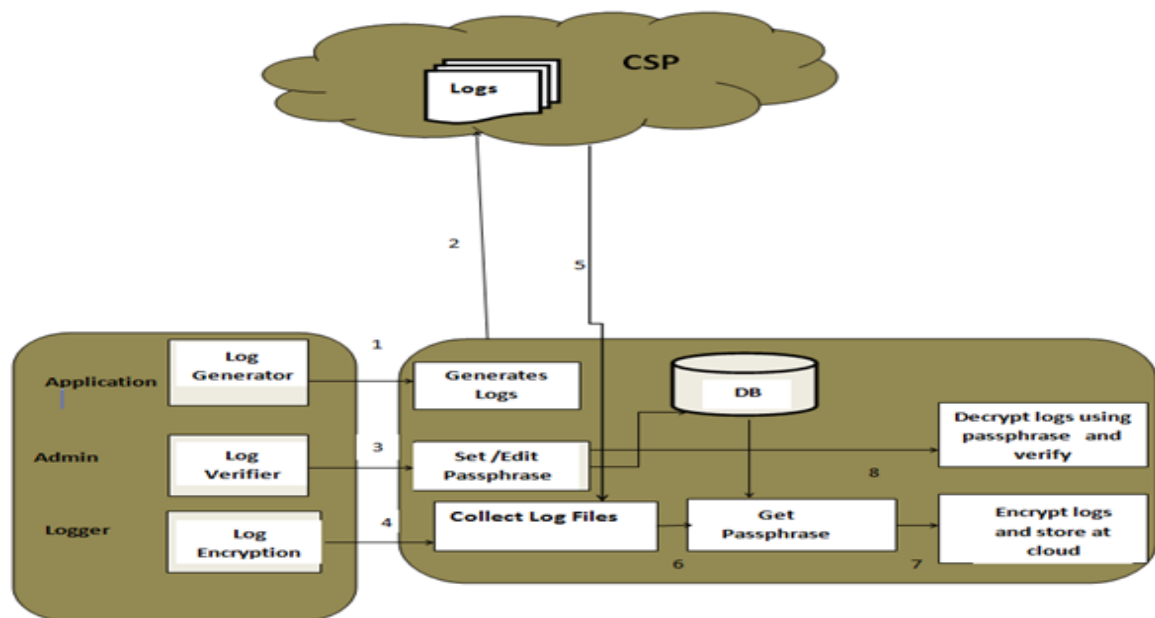 CSP
Logs
2
5
1
Application
Log
Generator
Generates
Logs
DB
Admin
Log
Verifier
3
Set /Edit
Passphrase
8
Decrypt logs using
passphrase and
verify
Logger
Log
Encryption
4
Collect Log Files
6
Get
Passphrase
7
Encrypt logs
and store at
cloud